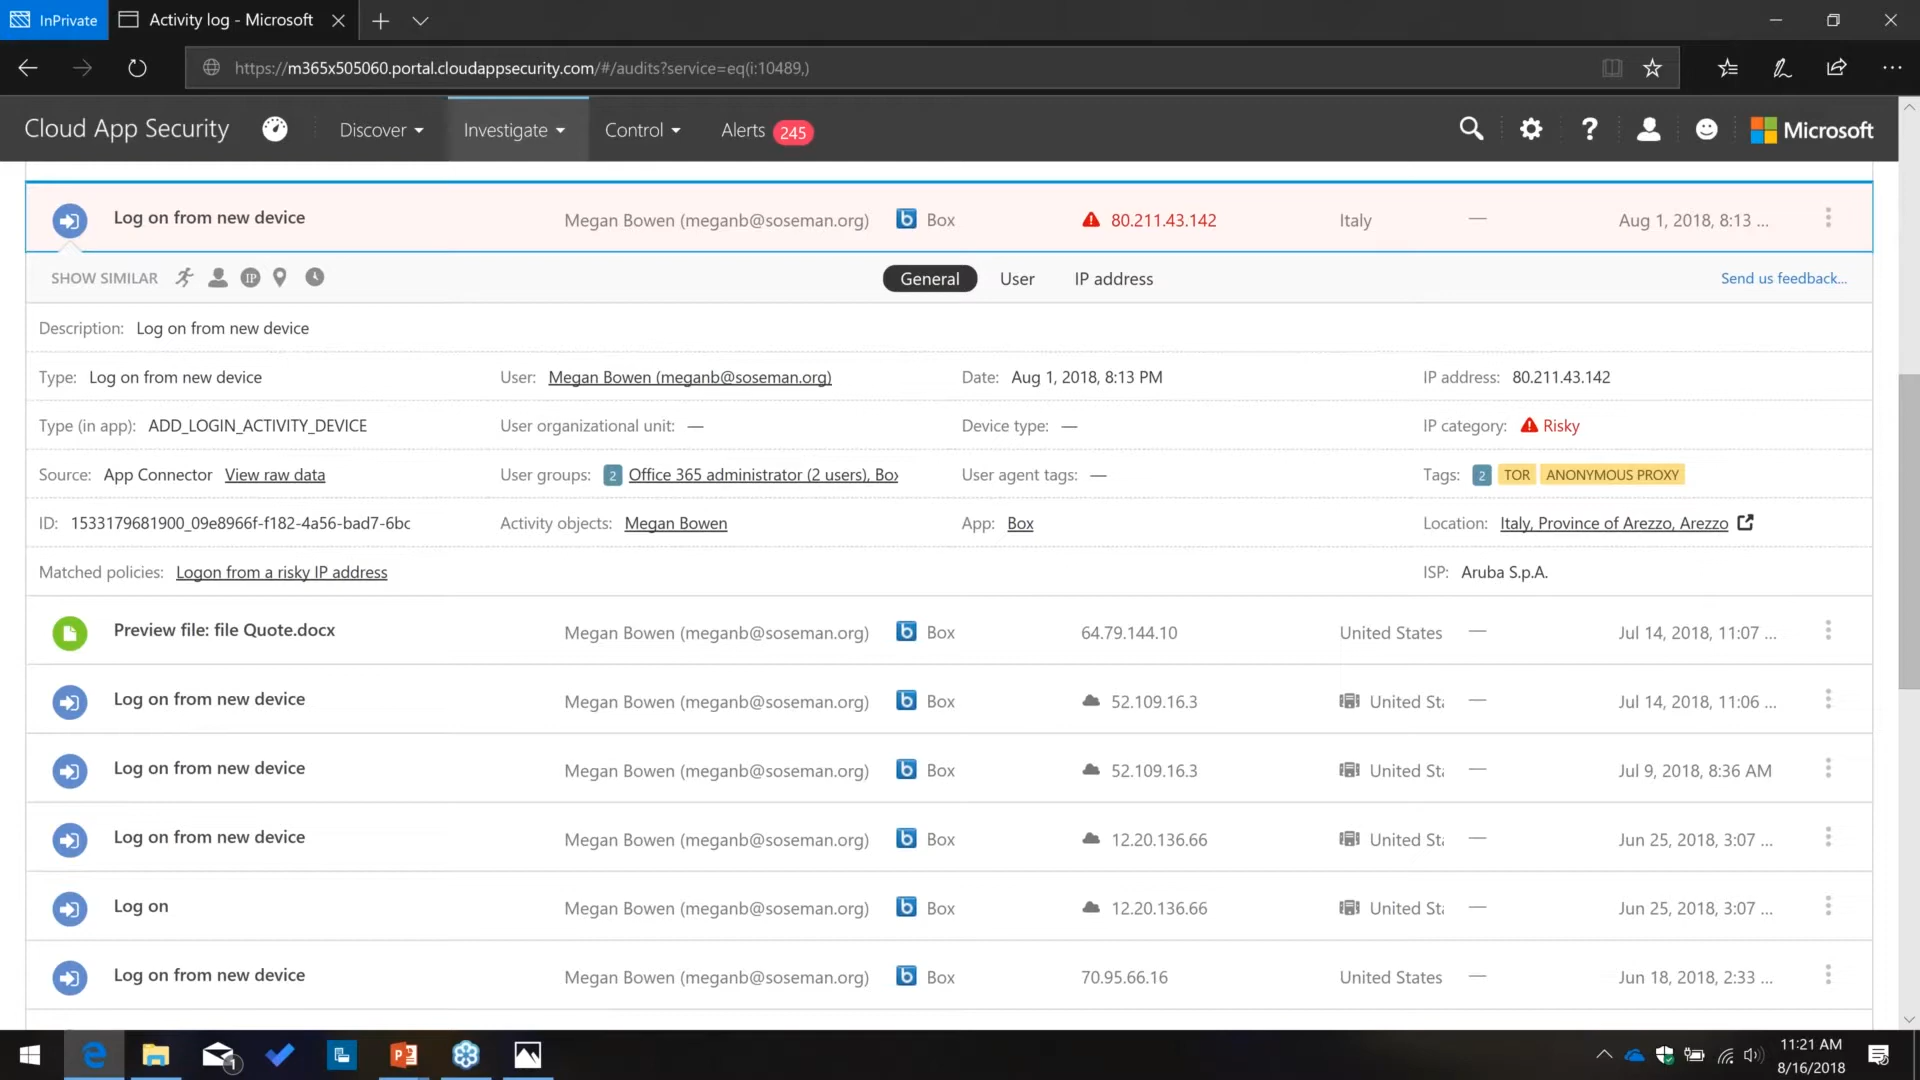 InPrivate
Activity log - Microsoft
https://m365x505060.portal.cloudappsecurity.com/#/audits?service=eq(i:10489,)
Cloud App Security
Discover
Investigate
Control
Alerts 245
Microsoft
Log on from new device Megan Bowen (meganb@soseman.org) b Box 80.211.43.142 Italy — Aug 1, 2018, 8:13 ...
SHOW SIMILAR IP General User IP address Send us feedback...
Description: Log on from new device
Type: Log on from new device User: Megan Bowen (meganb@soseman.org) Date: Aug 1, 2018, 8:13 PM IP address: 80.211.43.142
Type (in app): ADD_LOGIN_ACTIVITY_DEVICE User organizational unit: — Device type: — IP category: Risky
Source: App Connector View raw data User groups: 2 Office 365 administrator (2 users), Box User agent tags: — Tags: 2 TOR ANONYMOUS PROXY
ID: 1533179681900_09e8966f-f182-4a56-bad7-6bc Activity objects: Megan Bowen App: Box Location: Italy, Province of Arezzo, Arezzo
Matched policies: Logon from a risky IP address ISP: Aruba S.p.A.
Preview file: file Quote.docx Megan Bowen (meganb@soseman.org) b Box 64.79.144.10 United States — Jul 14, 2018, 11:07 ...
Log on from new device Megan Bowen (meganb@soseman.org) b Box 52.109.16.3 United Sta — Jul 14, 2018, 11:06 ...
Log on from new device Megan Bowen (meganb@soseman.org) b Box 52.109.16.3 United Sta — Jul 9, 2018, 8:36 AM
Log on from new device Megan Bowen (meganb@soseman.org) b Box 12.20.136.66 United Sta — Jun 25, 2018, 3:07 ...
Log on Megan Bowen (meganb@soseman.org) b Box 12.20.136.66 United Sta — Jun 25, 2018, 3:07 ...
Log on from new device Megan Bowen (meganb@soseman.org) b Box 70.95.66.16 United States — Jun 18, 2018, 2:33 ...
1
11:21 AM
8/16/2018